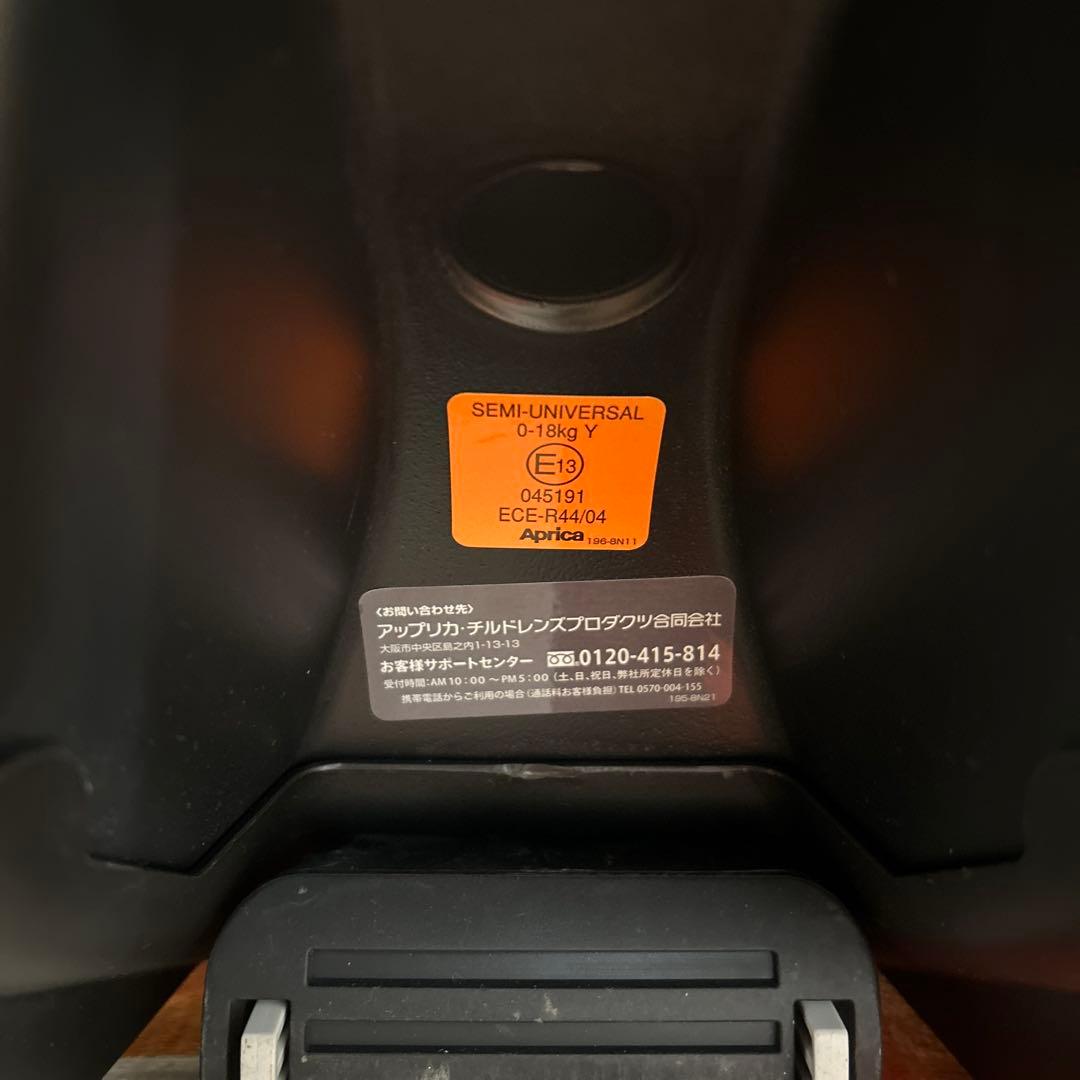 SEMI-UNIVERSAL
0-18kg Y
E13
045191
ECE-R44/04
Aprica 196-8N11
〈お問い合わせ先〉
アップリカ・チルドレンズプロダクツ合同会社
大阪市中央区島之内1-13-13
お客様サポートセンター 0120-415-814
受付時間：AM 10：00 ～ PM 5：00 （土、日、祝日、弊社所定休日を除く）
携帯電話からご利用の場合（通話料お客様負担）TEL 0570-004-155
195-8N21